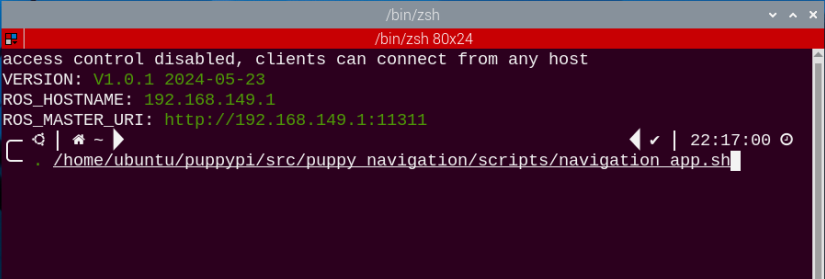 /bin/zsh
/bin/zsh 80x24
access control disabled, clients can connect from any host
VERSION: V1.0.1 2024-05-23
ROS_HOSTNAME: 192.168.149.1
ROS_MASTER_URI: http://192.168.149.1:11311
~ ✔ 22:17:00
. /home/ubuntu/puppypi/src/puppy_navigation/scripts/navigation_app.sh